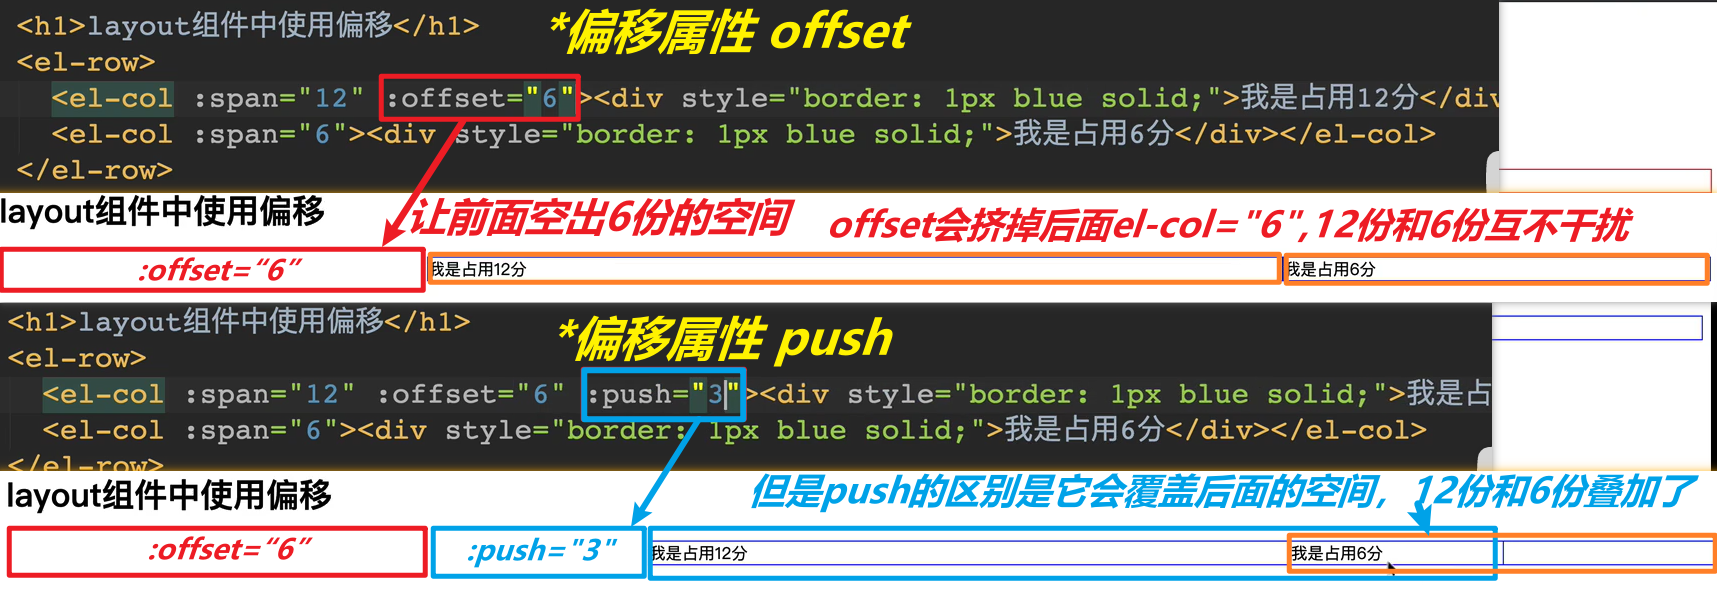 <h1>layout组件中使用偏移</h1>
*偏移属性 offset
<el-row>
<el-col :span="12" :offset="6"><div style="border: 1px blue solid;">我是占用12分</div
<el-col :span="6"><div style="border: 1px blue solid;">我是占用6分</div></el-col>
</el-row>
layout组件中使用偏移
让前面空出6份的空间
offset会挤掉后面el-col="6",12份和6份互不干扰
:offset=“6”
我是占用12分
我是占用6分
<h1>layout组件中使用偏移</h1>
*偏移属性 push
<el-row>
<el-col :span="12" :offset="6" :push="3"><div style="border: 1px blue solid;">我是占
<el-col :span="6"><div style="border: 1px blue solid;">我是占用6分</div></el-col>
</el-row>
layout组件中使用偏移
但是push的区别是它会覆盖后面的空间，12份和6份叠加了
:offset=“6”
:push="3"
我是占用12分
我是占用6分